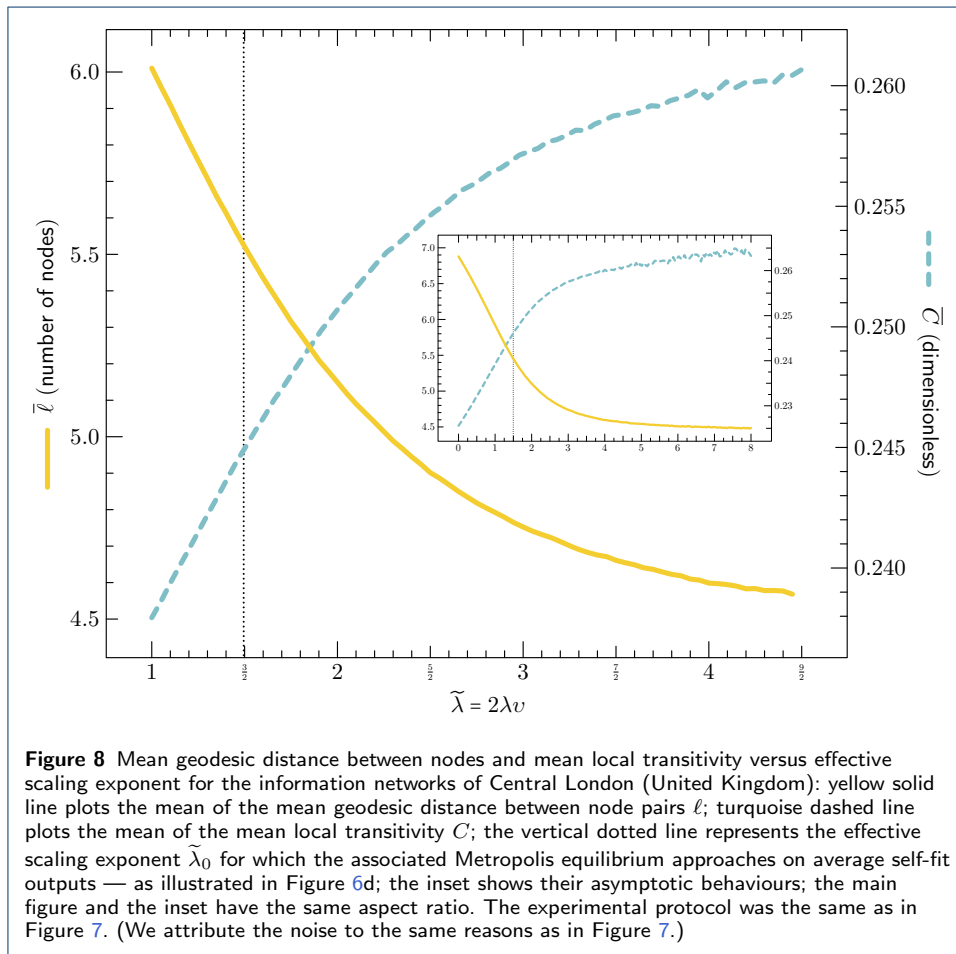 6.0
5.5
5.0
4.5
ℓ̅ (number of nodes)
0.260
0.255
0.250
0.245
0.240
C̅ (dimensionless)
7.0
6.5
6.0
5.5
5.0
4.5
0.26
0.25
0.24
0.23
0 1 2 3 4 5 6 7 8
1 3/2 2 5/2 3 7/2 4 9/2
λ̃ = 2λυ
Figure 8 Mean geodesic distance between nodes and mean local transitivity versus effective
scaling exponent for the information networks of Central London (United Kingdom): yellow solid
line plots the mean of the mean geodesic distance between node pairs ℓ; turquoise dashed line
plots the mean of the mean local transitivity C; the vertical dotted line represents the effective
scaling exponent λ̃₀ for which the associated Metropolis equilibrium approaches on average self-fit
outputs — as illustrated in Figure 6d; the inset shows their asymptotic behaviours; the main
figure and the inset have the same aspect ratio. The experimental protocol was the same as in
Figure 7. (We attribute the noise to the same reasons as in Figure 7.)